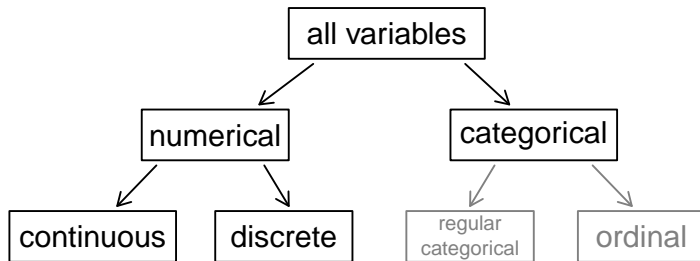 all variables
numerical
categorical
continuous
discrete
regular
categorical
ordinal